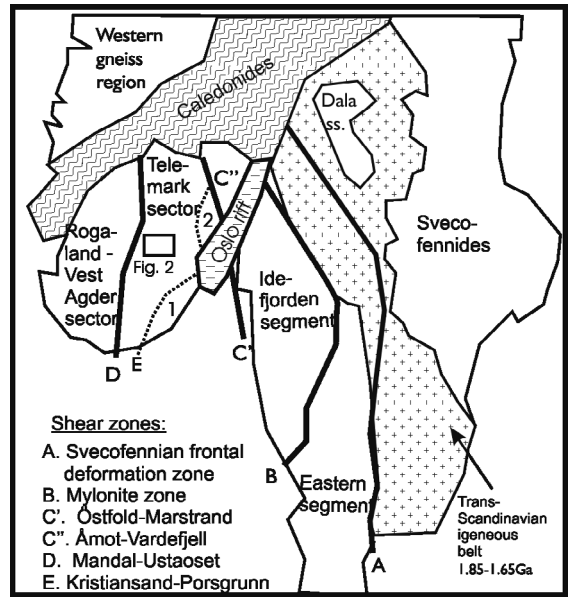 Western
gneiss
region
Caledonides
Dala
ss.
Tele-
mark
sector
C''
2
Oslo rift
Sveco-
fennides
Roga-
land -
Vest
Agder
sector
Fig. 2
1
Ide-
fjorden
segment
D
E
C'
Shear zones:
A. Svecofennian frontal
deformation zone
B. Mylonite zone
C'. Östfold-Marstrand
C''. Åmot-Vardefjell
D. Mandal-Ustaoset
E. Kristiansand-Porsgrunn
B
Eastern
segment
A
Trans-
Scandinavian
igeneous
belt
1.85-1.65Ga